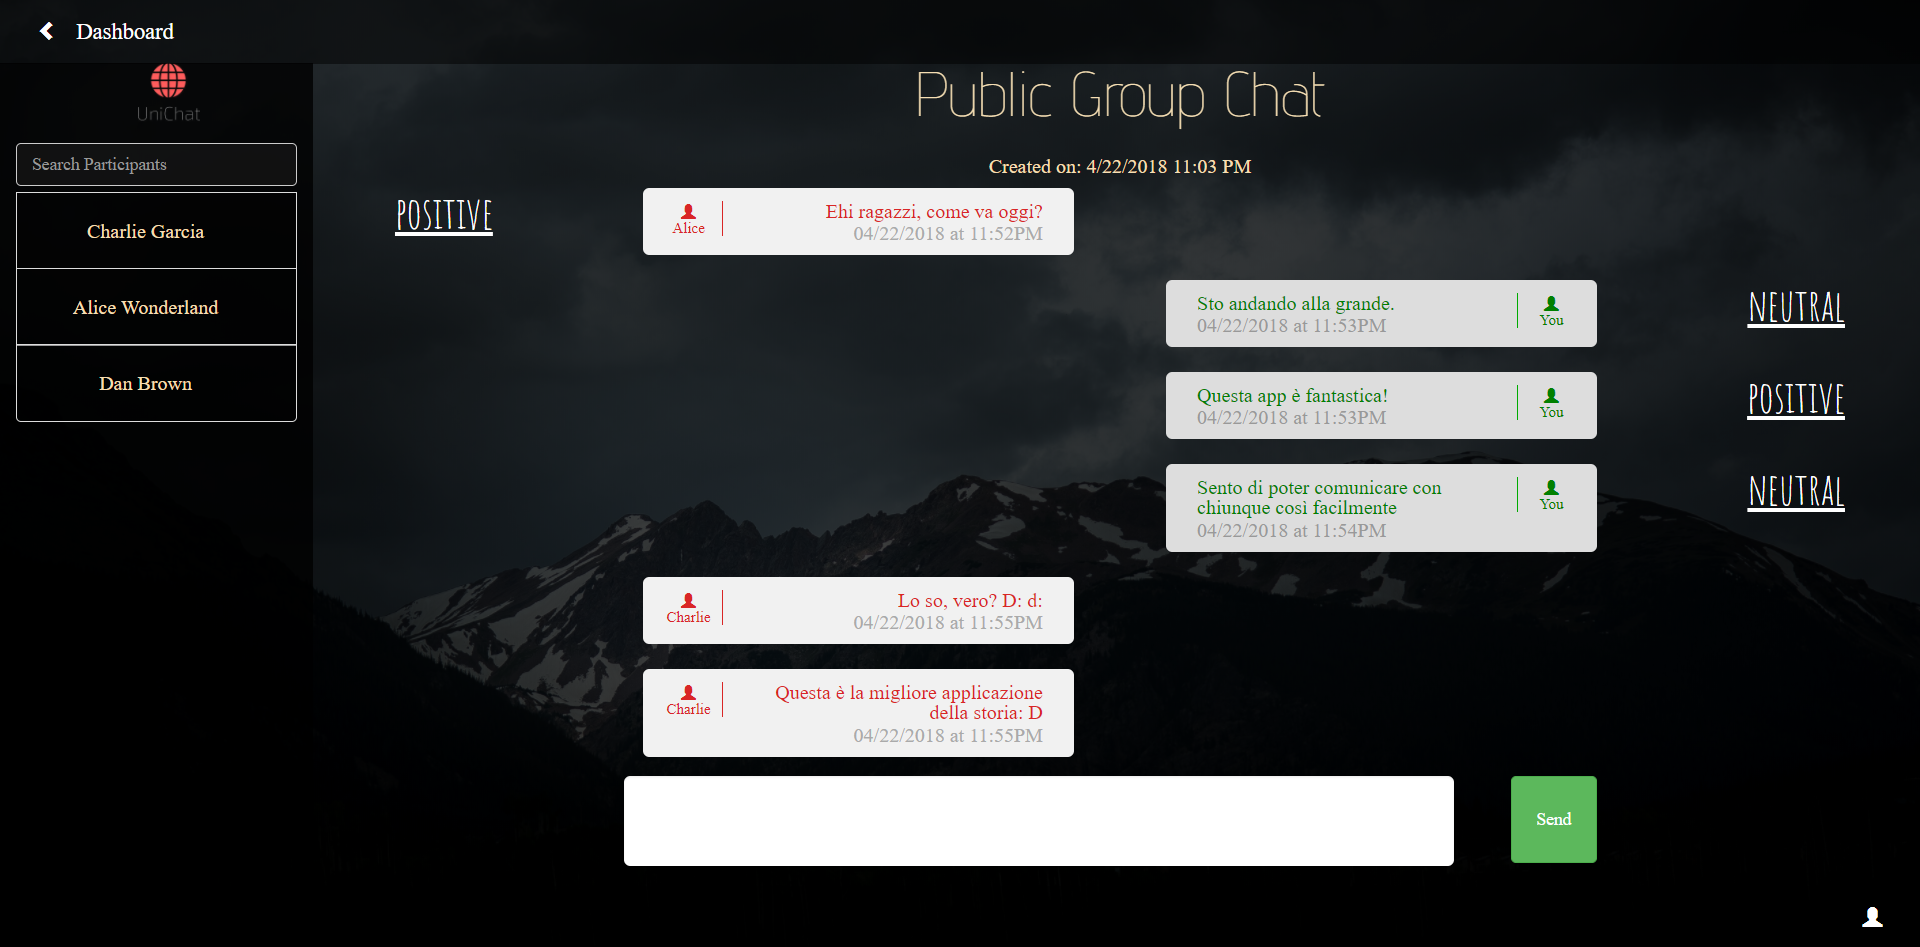 Dashboard
UniChat
Search Participants
Charlie Garcia
Alice Wonderland
Dan Brown
Public Group Chat
Created on: 4/22/2018 11:03 PM
POSITIVE
Alice
Ehi ragazzi, come va oggi?
04/22/2018 at 11:52PM
Sto andando alla grande.
04/22/2018 at 11:53PM
You
NEUTRAL
Questa app è fantastica!
04/22/2018 at 11:53PM
You
POSITIVE
Sento di poter comunicare con
chiunque così facilmente
04/22/2018 at 11:54PM
You
NEUTRAL
Charlie
Lo so, vero? D: d:
04/22/2018 at 11:55PM
Charlie
Questa è la migliore applicazione
della storia: D
04/22/2018 at 11:55PM
Send